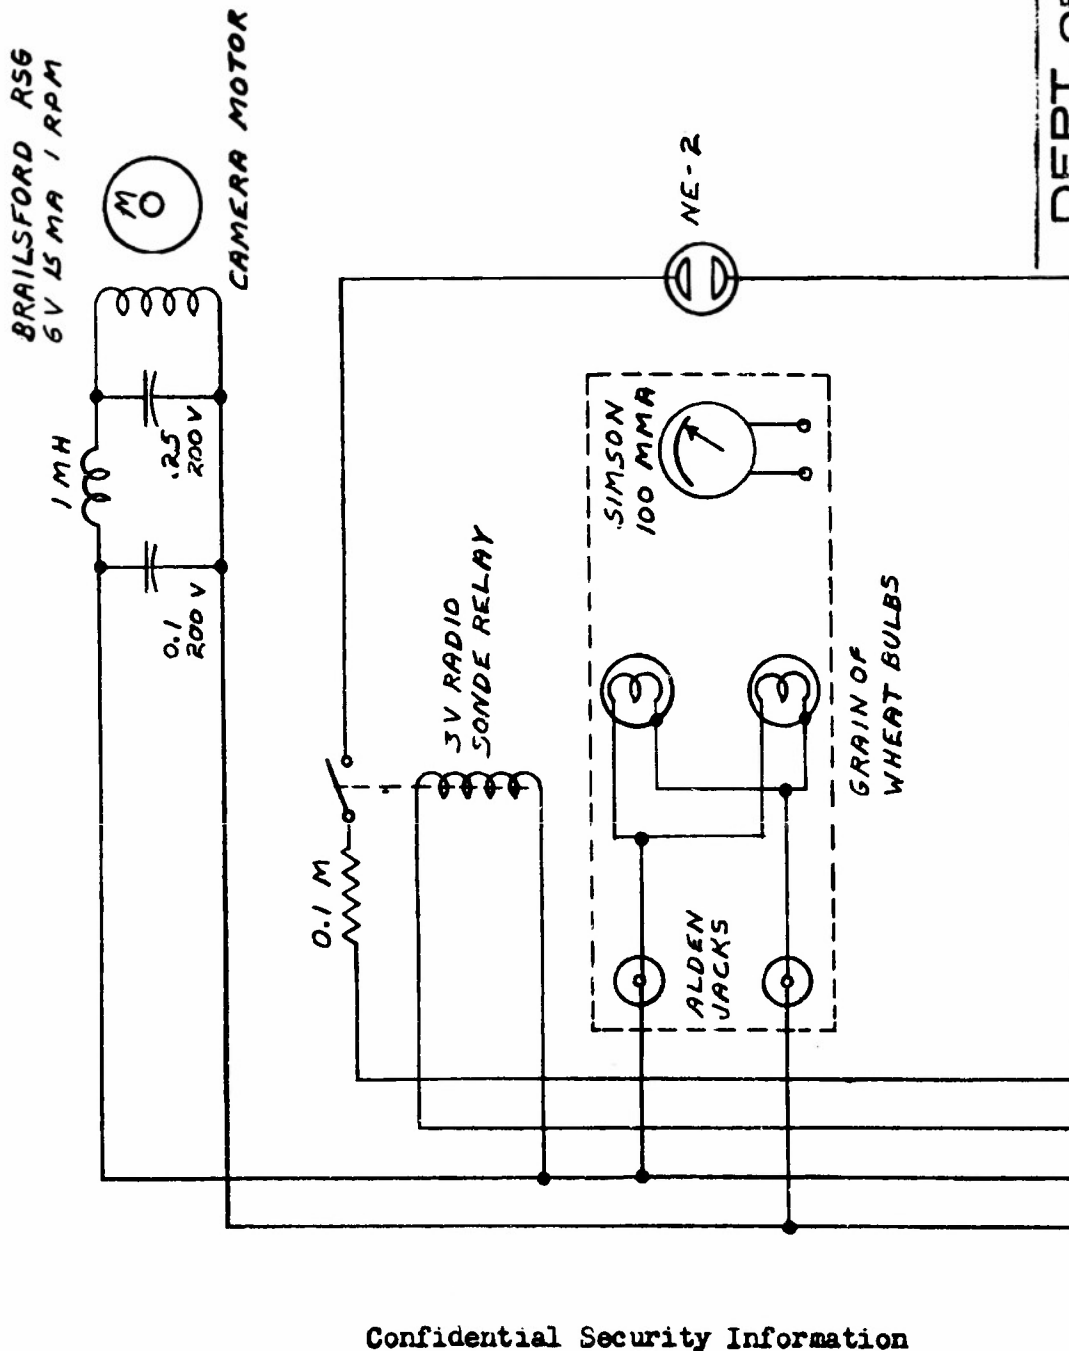 BRAILSFORD RSG
6V 15 MA 1 RPM
M
CAMERA MOTOR
1 MH
.25
200 V
0.1
200 V
NE-2
0.1 M
3V RADIO
SONDE RELAY
SIMSON
100 MMA
GRAIN OF
WHEAT BULBS
ALDEN
JACKS
DEPT
Confidential Security Information